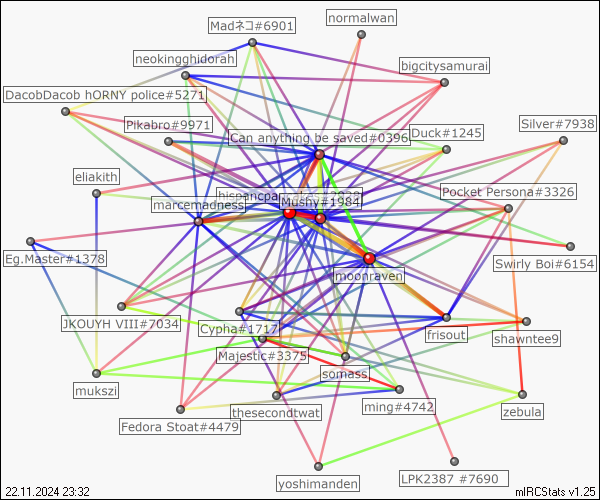 normalwan
Madネコ#6901
neokingghidorah
bigcitysamurai
DacobDacob hORNY police#5271
Pikabro#9971
Can anything be saved#0396
Duck#1245
Silver#7938
eliakith
Mushy#1984
marcemadness
Pocket Persona#3326
Eg.Master#1378
Swirly Boi#6154
moonraven
JKOUYH VIII#7034
Cypha#1717
frisout
shawntee9
Majestic#3375
somass
mukszi
thesecondtwat
ming#4742
zebula
Fedora Stoat#4479
yoshimanden
LPK2387 #7690
22.11.2024 23:32
mIRCStats v1.25